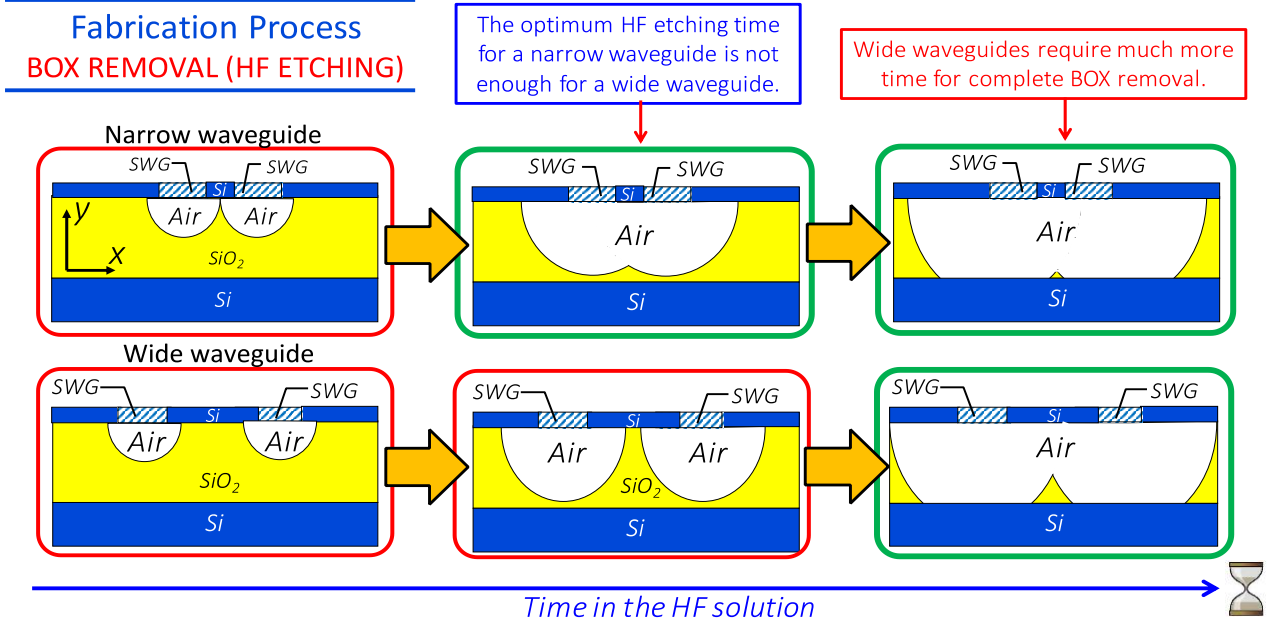 Fabrication Process
BOX REMOVAL (HF ETCHING)
The optimum HF etching time
for a narrow waveguide is not
enough for a wide waveguide.
Wide waveguides require much more
time for complete BOX removal.
Narrow waveguide
SWG
SWG
Si
Air
Air
y
x
SiO2
Si
SWG
SWG
Si
Air
Si
SWG
SWG
Si
Air
Si
Wide waveguide
SWG
SWG
Si
Air
Air
SiO2
Si
SWG
SWG
Si
Air
Air
SiO2
Si
SWG
SWG
Si
Air
Si
Time in the HF solution